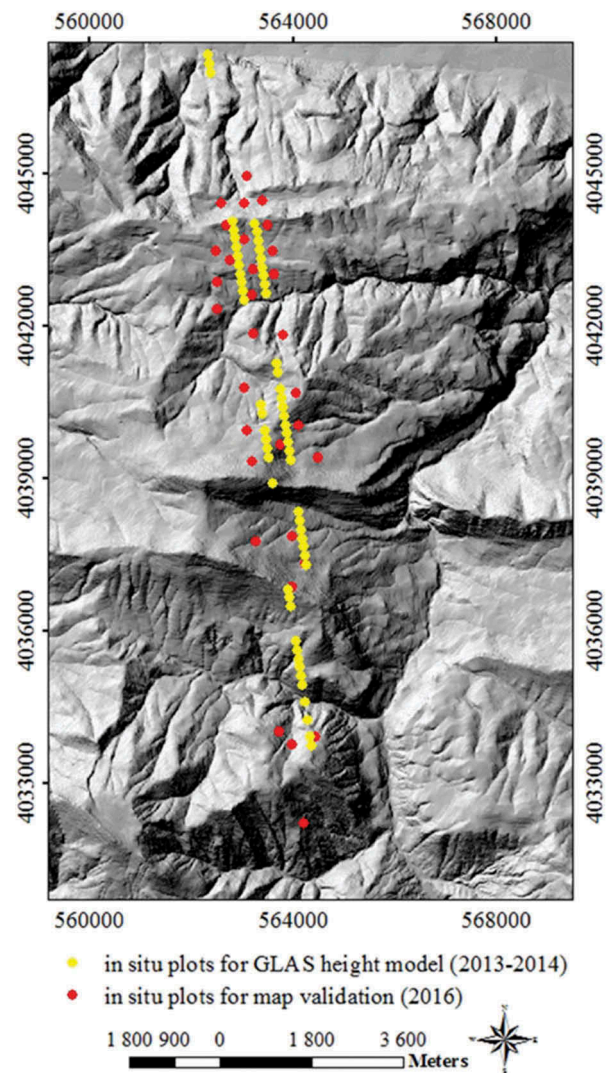 560000 564000 568000
4045000 4045000
4042000 4042000
4039000 4039000
4036000 4036000
4033000 4033000
560000 564000 568000
in situ plots for GLAS height model (2013-2014)
in situ plots for map validation (2016)
1 800 900 0 1 800 3 600
Meters